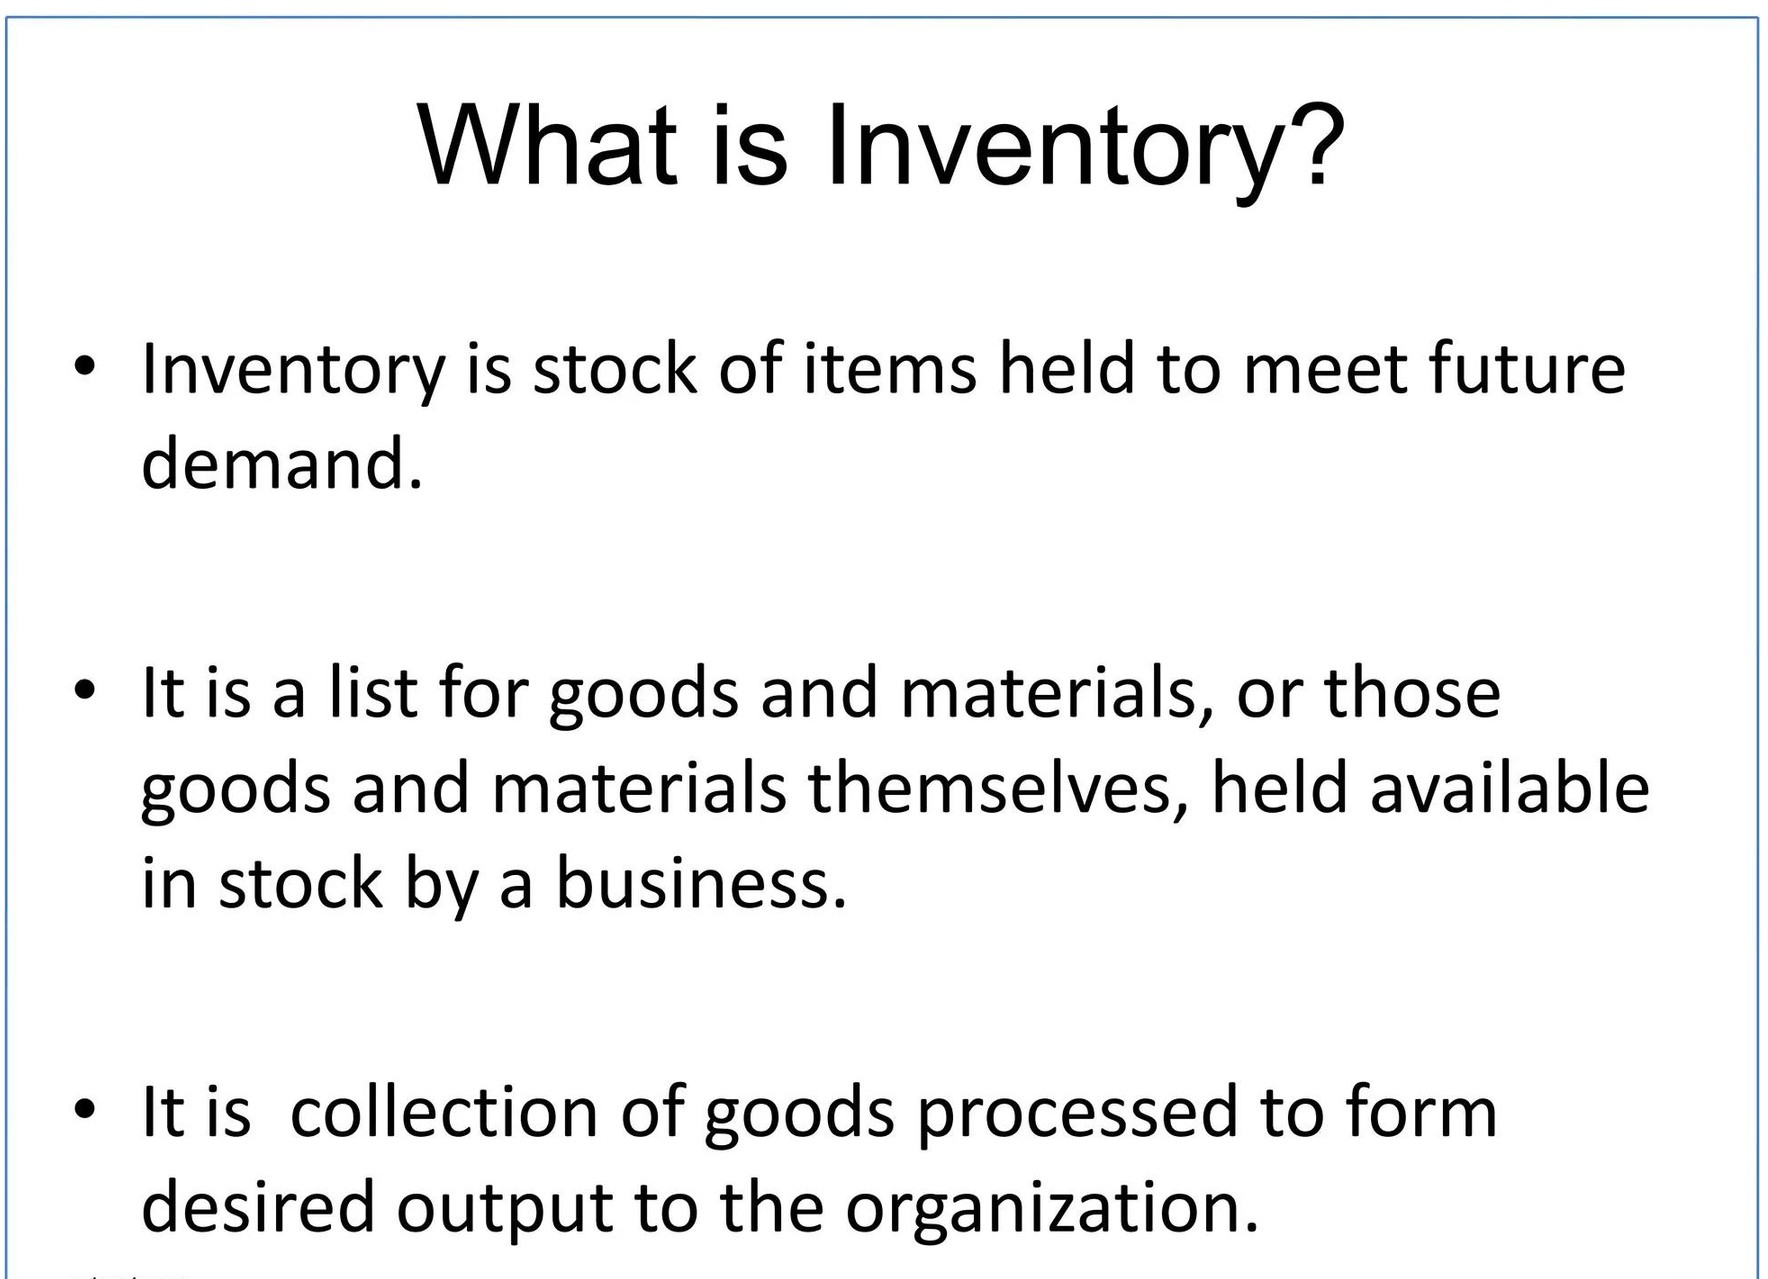 What is Inventory?
• Inventory is stock of items held to meet future
demand.
• It is a list for goods and materials, or those
goods and materials themselves, held available
in stock by a business.
• It is  collection of goods processed to form
desired output to the organization.